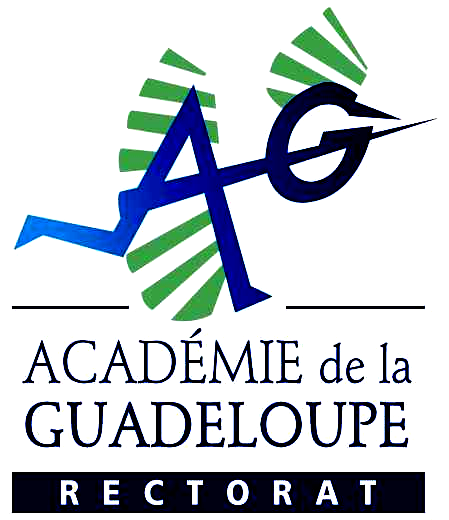 AG
ACADÉMIE de la
GUADELOUPE
RECTORAT